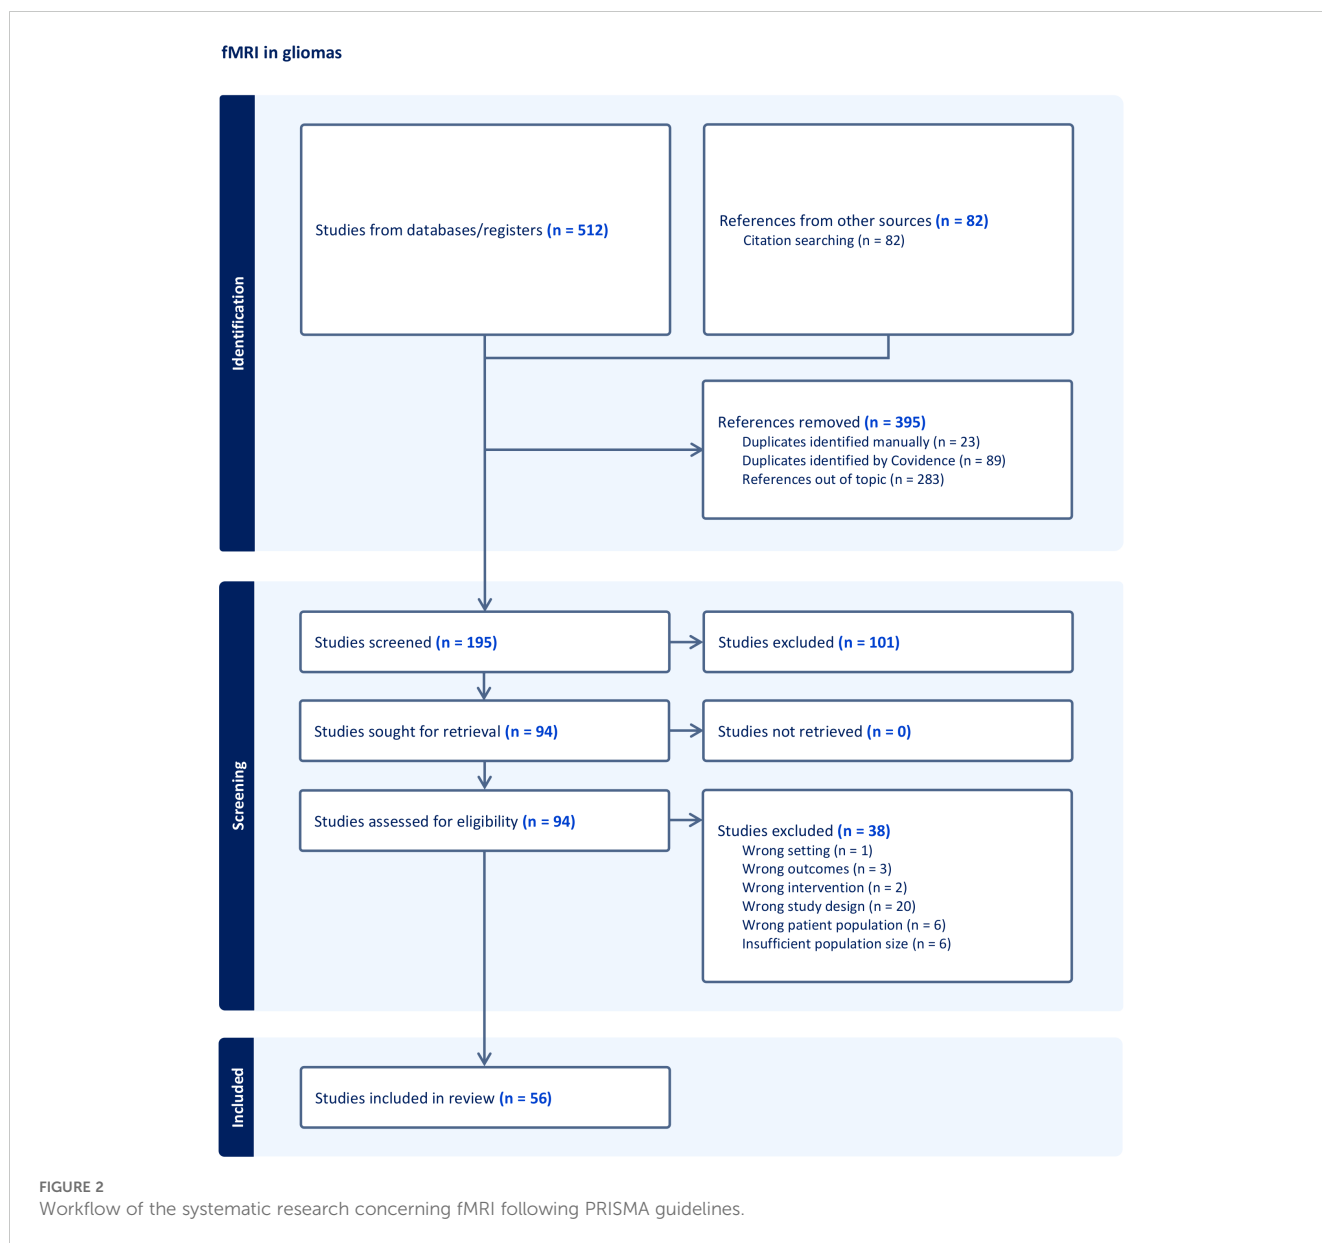 fMRI in gliomas
Identification
Studies from databases/registers (n = 512)
References from other sources (n = 82)
Citation searching (n = 82)
References removed (n = 395)
Duplicates identified manually (n = 23)
Duplicates identified by Covidence (n = 89)
References out of topic (n = 283)
Screening
Studies screened (n = 195)
Studies excluded (n = 101)
Studies sought for retrieval (n = 94)
Studies not retrieved (n = 0)
Studies assessed for eligibility (n = 94)
Studies excluded (n = 38)
Wrong setting (n = 1)
Wrong outcomes (n = 3)
Wrong intervention (n = 2)
Wrong study design (n = 20)
Wrong patient population (n = 6)
Insufficient population size (n = 6)
Included
Studies included in review (n = 56)
FIGURE 2
Workflow of the systematic research concerning fMRI following PRISMA guidelines.